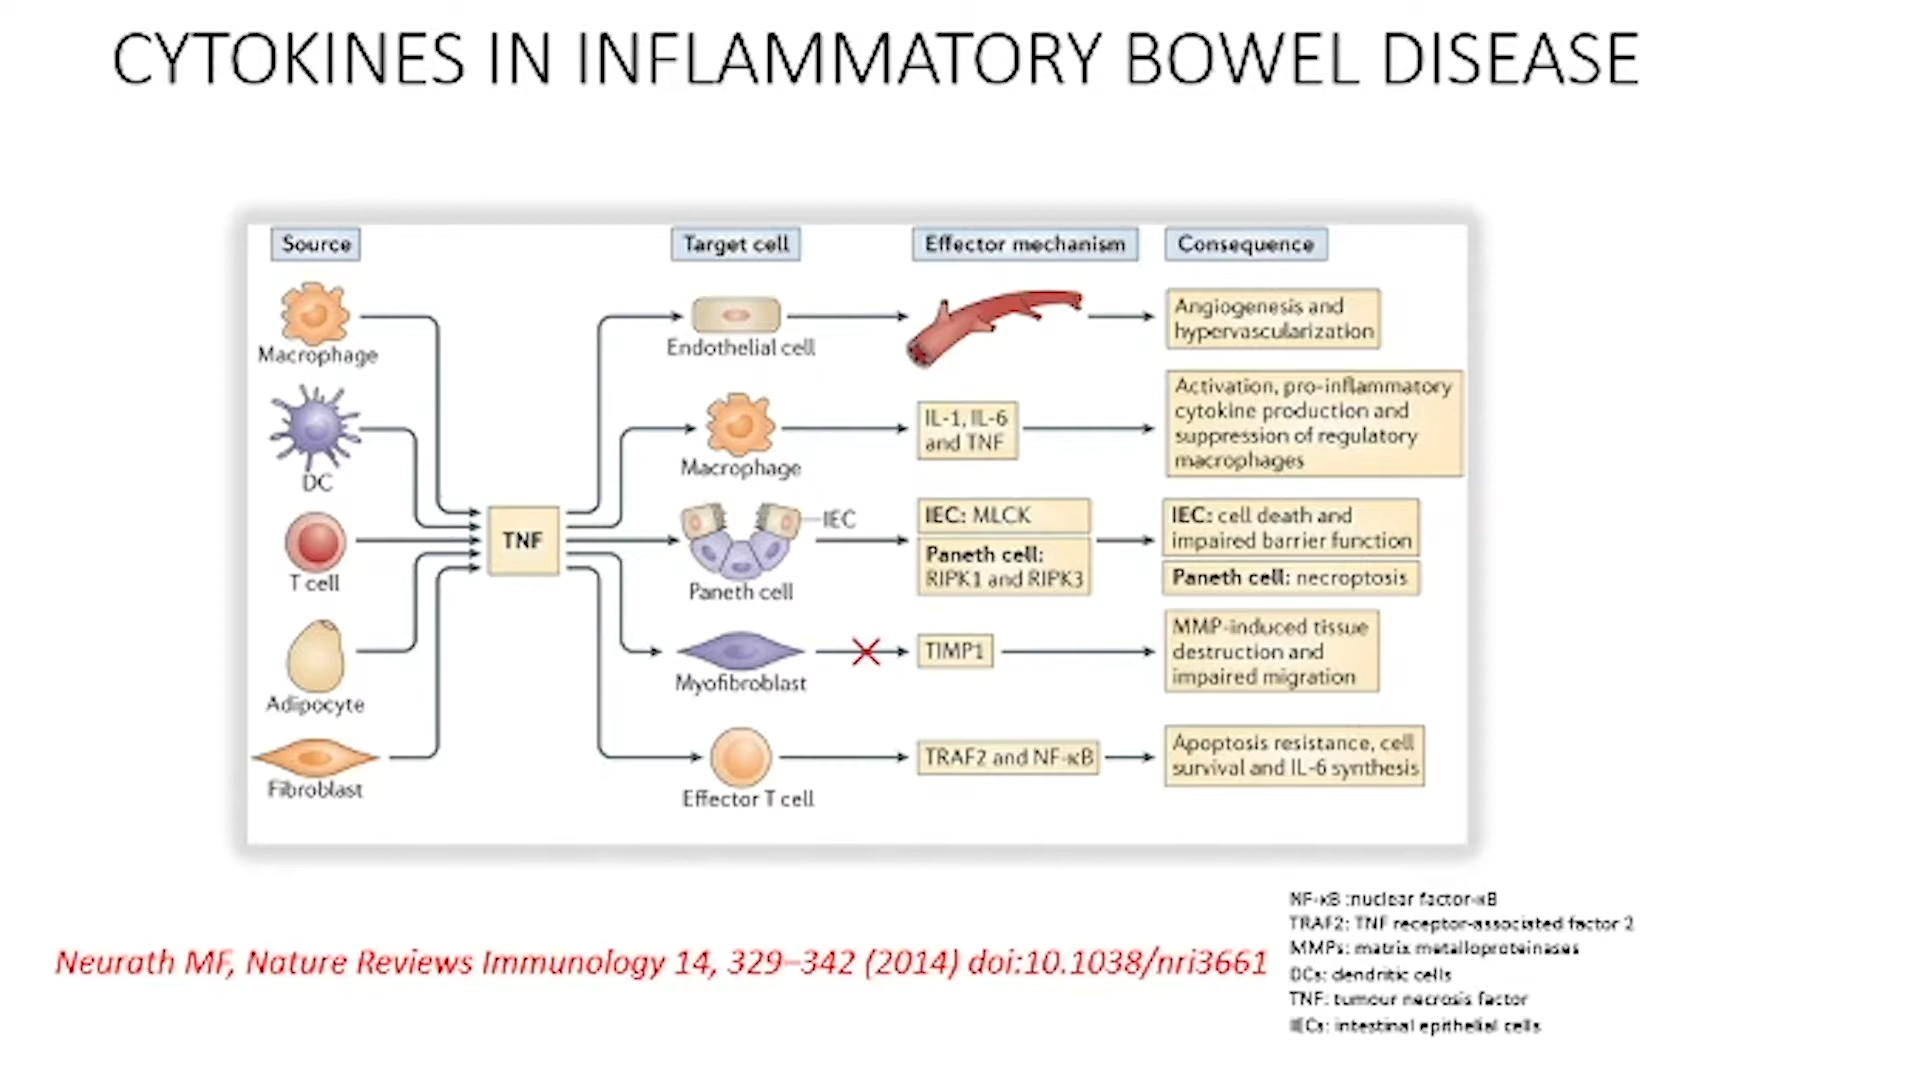 CYTOKINES IN INFLAMMATORY BOWEL DISEASE
Source
Target cell
Effector mechanism
Consequence
Macrophage
DC
T cell
Adipocyte
Fibroblast
TNF
Endothelial cell
Angiogenesis and
hypervascularization
Macrophage
IL-1, IL-6
and TNF
Activation, pro-inflammatory
cytokine production and
suppression of regulatory
macrophages
IEC
Paneth cell
IEC: MLCK
Paneth cell:
RIPK1 and RIPK3
IEC: cell death and
impaired barrier function
Paneth cell: necroptosis
Myofibroblast
TIMP1
MMP-induced tissue
destruction and
impaired migration
Effector T cell
TRAF2 and NF-κB
Apoptosis resistance, cell
survival and IL-6 synthesis
Neurath MF, Nature Reviews Immunology 14, 329–342 (2014) doi:10.1038/nri3661
NF-κB :nuclear factor-κB
TRAF2: TNF receptor-associated factor 2
MMPs: matrix metalloproteinases
DCs: dendritic cells
TNF: tumour necrosis factor
IECs: intestinal epithelial cells